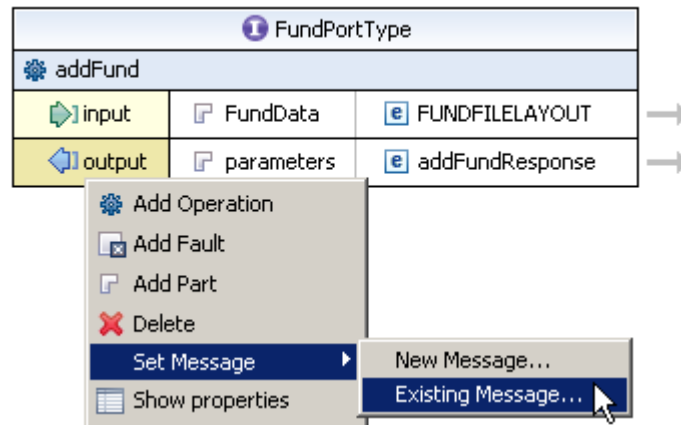 FundPortType
addFund
input FundData FUNDFILELAYOUT
output parameters addFundResponse
Add Operation
Add Fault
Add Part
Delete
Set Message New Message...
Existing Message...
Show properties